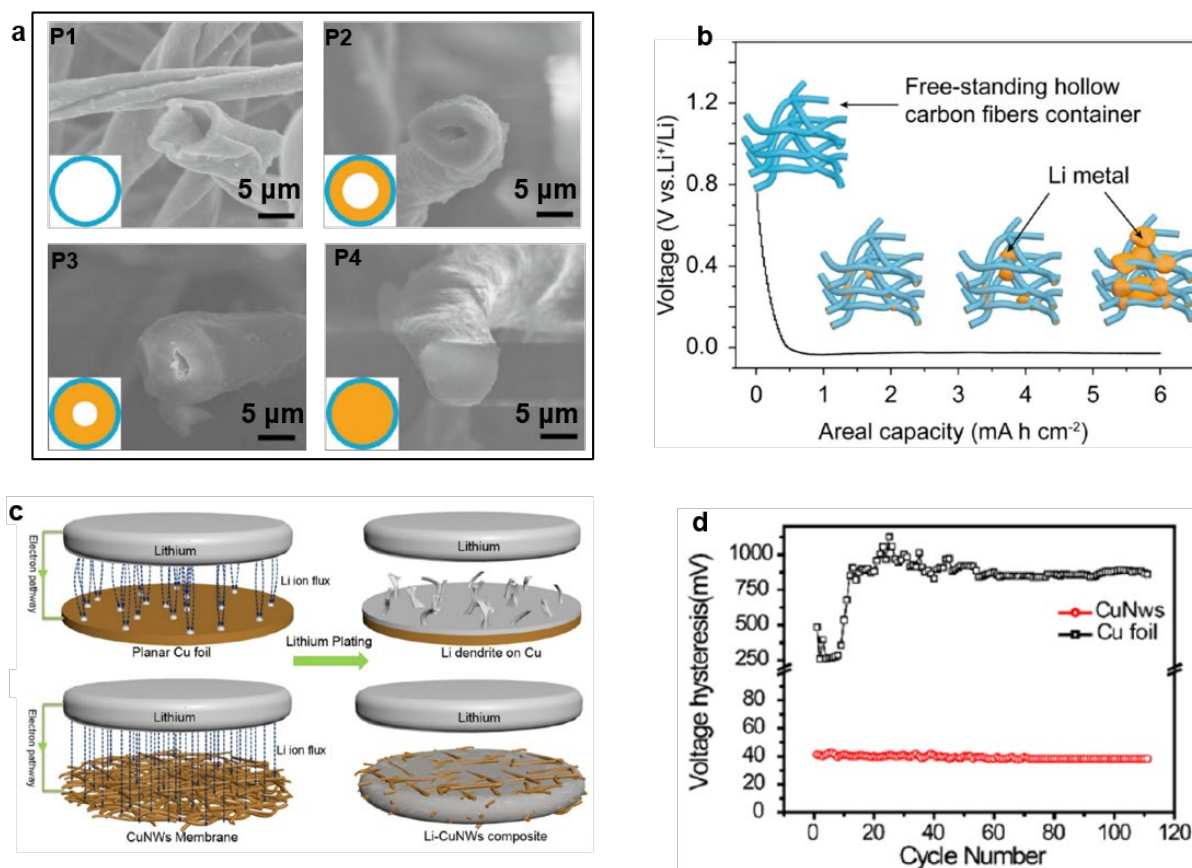 a
P1
5 µm
P2
5 µm
P3
5 µm
P4
5 µm
b
Voltage (V vs.Li⁺/Li)
1.2
0.8
0.4
0.0
Free-standing hollow
carbon fibers container
Li metal
0 1 2 3 4 5 6
Areal capacity (mA h cm⁻²)
c
Electron pathway
Lithium
Li ion flux
Planar Cu foil
Lithium Plating
Lithium
Li dendrite on Cu
Electron pathway
Lithium
Li ion flux
CuNWs Membrane
Lithium
Li-CuNWs composite
d
Voltage hysteresis(mV)
1000
750
500
250
80
60
40
20
0
CuNws
Cu foil
0 20 40 60 80 100 120
Cycle Number